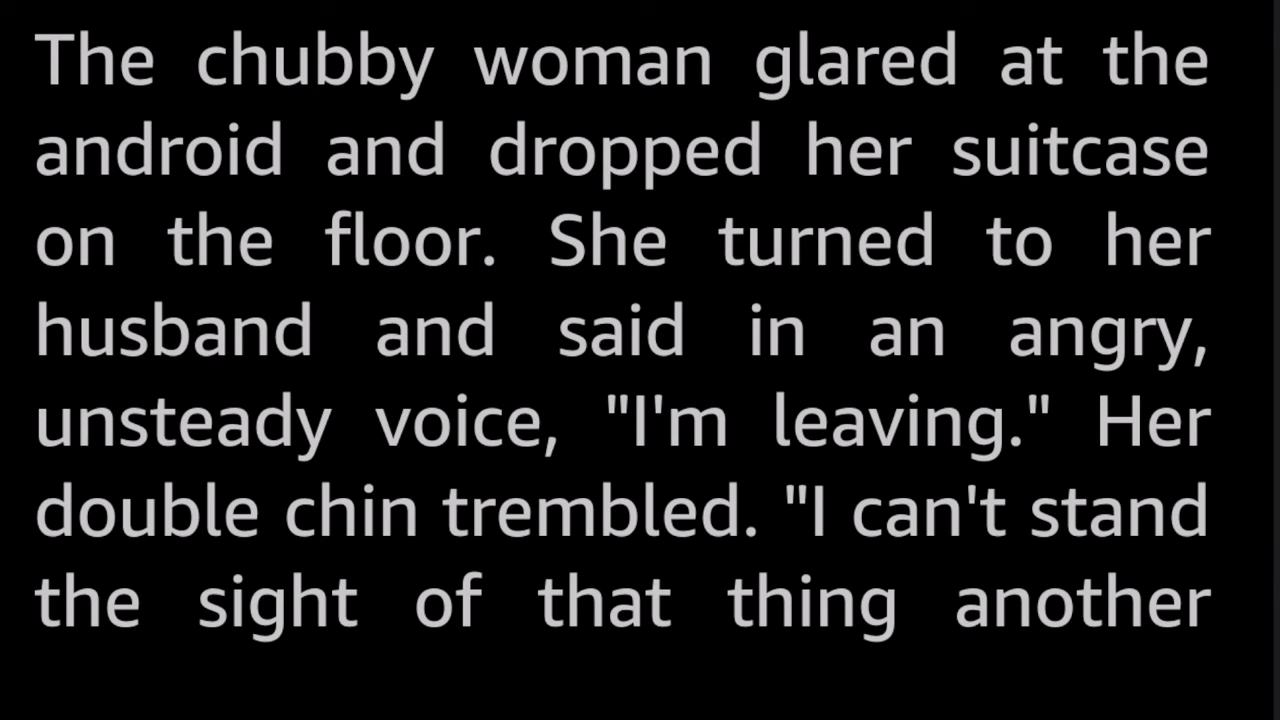 The chubby woman glared at the
android and dropped her suitcase
on the floor. She turned to her
husband and said in an angry,
unsteady voice, "I'm leaving." Her
double chin trembled. "I can't stand
the sight of that thing another